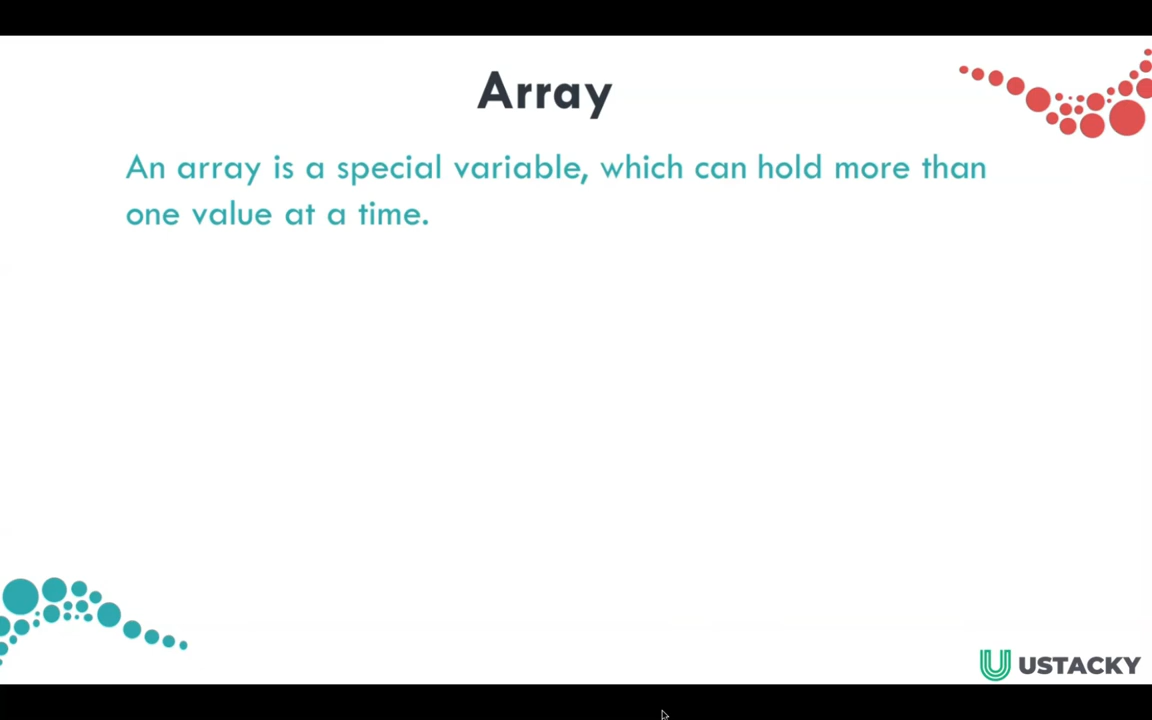 Array
An array is a special variable, which can hold more than
one value at a time.
USTACKY